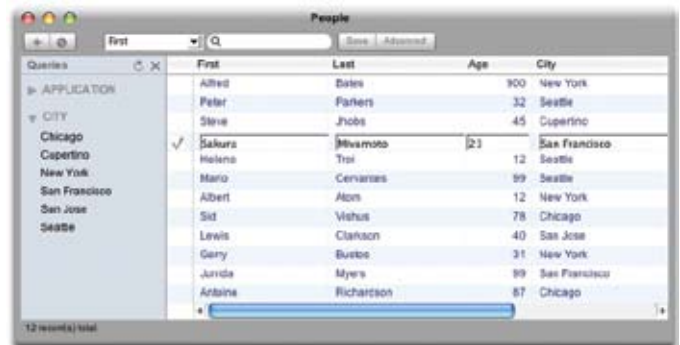 People
First
Save Advanced
Queries
First Last Age City
APPLICATION
CITY
Chicago
Cupertino
New York
San Francisco
San Jose
Seattle
Alfred Bates 900 New York
Peter Parkers 32 Seattle
Steve Jhobs 45 Cupertino
Sakura Miyamoto 23 San Francisco
Helena Troi 12 Seattle
Mario Cervantes 99 Seattle
Albert Atom 12 New York
Sid Vishus 78 Chicago
Lewis Clarkson 40 San Jose
Gerry Bustos 31 New York
Myers 99 San Francisco
Antoine Richardson 87 Chicago
12 record(s) total